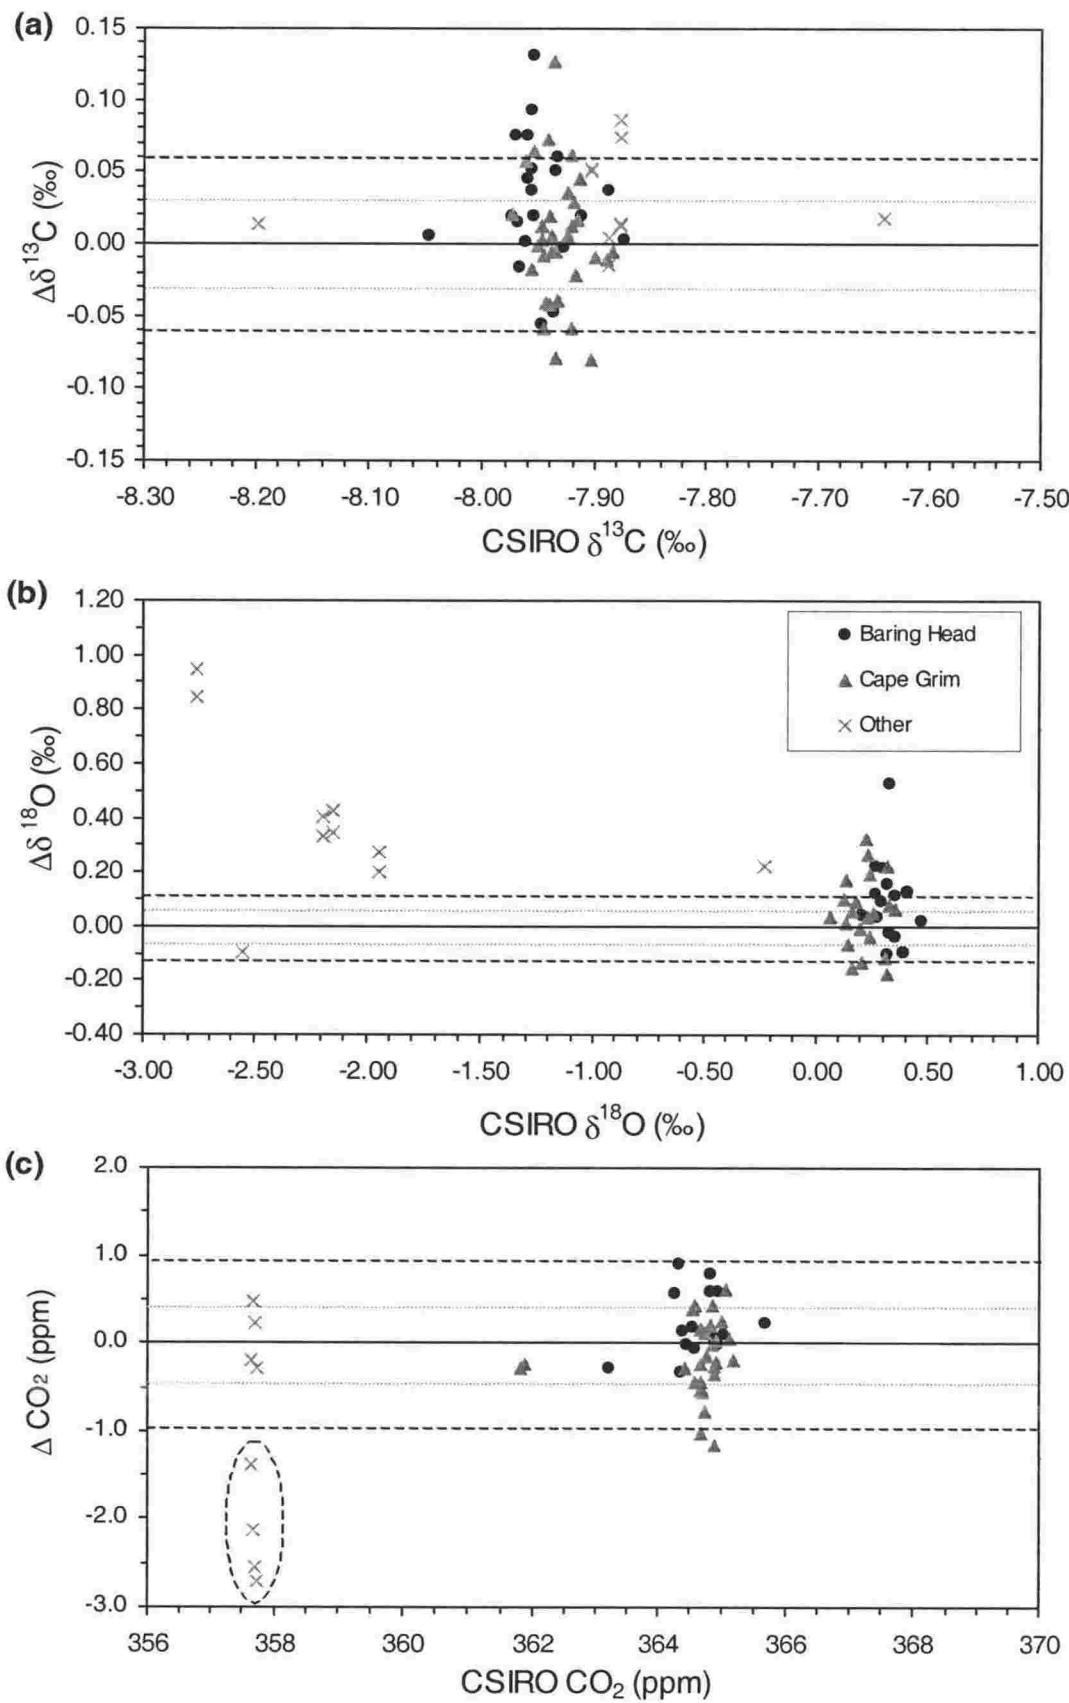 (a)
0.15
0.10
0.05
0.00
-0.05
-0.10
-0.15
Δδ¹³C (‰)
-8.30 -8.20 -8.10 -8.00 -7.90 -7.80 -7.70 -7.60 -7.50
CSIRO δ¹³C (‰)
(b)
1.20
1.00
0.80
0.60
0.40
0.20
0.00
-0.20
-0.40
Δδ ¹⁸O (‰)
Baring Head
Cape Grim
Other
-3.00 -2.50 -2.00 -1.50 -1.00 -0.50 0.00 0.50 1.00
CSIRO δ¹⁸O (‰)
(c)
2.0
1.0
0.0
-1.0
-2.0
-3.0
Δ CO₂ (ppm)
356 358 360 362 364 366 368 370
CSIRO CO₂ (ppm)